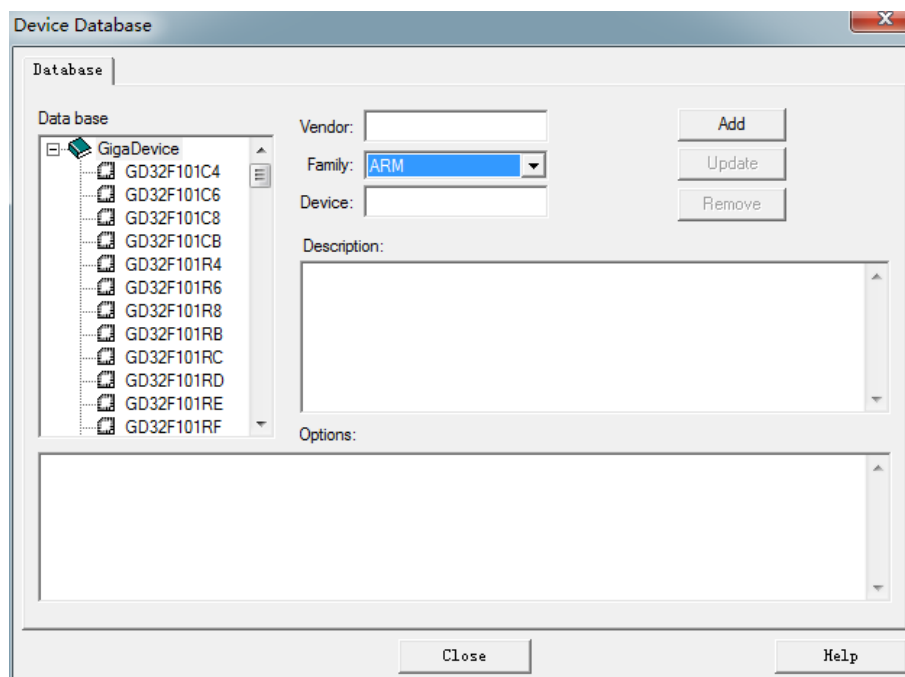 Device Database
Database
Data base
GigaDevice
GD32F101C4
GD32F101C6
GD32F101C8
GD32F101CB
GD32F101R4
GD32F101R6
GD32F101R8
GD32F101RB
GD32F101RC
GD32F101RD
GD32F101RE
GD32F101RF
Vendor:
Family: ARM
Device:
Add
Update
Remove
Description:
Options:
Close
Help